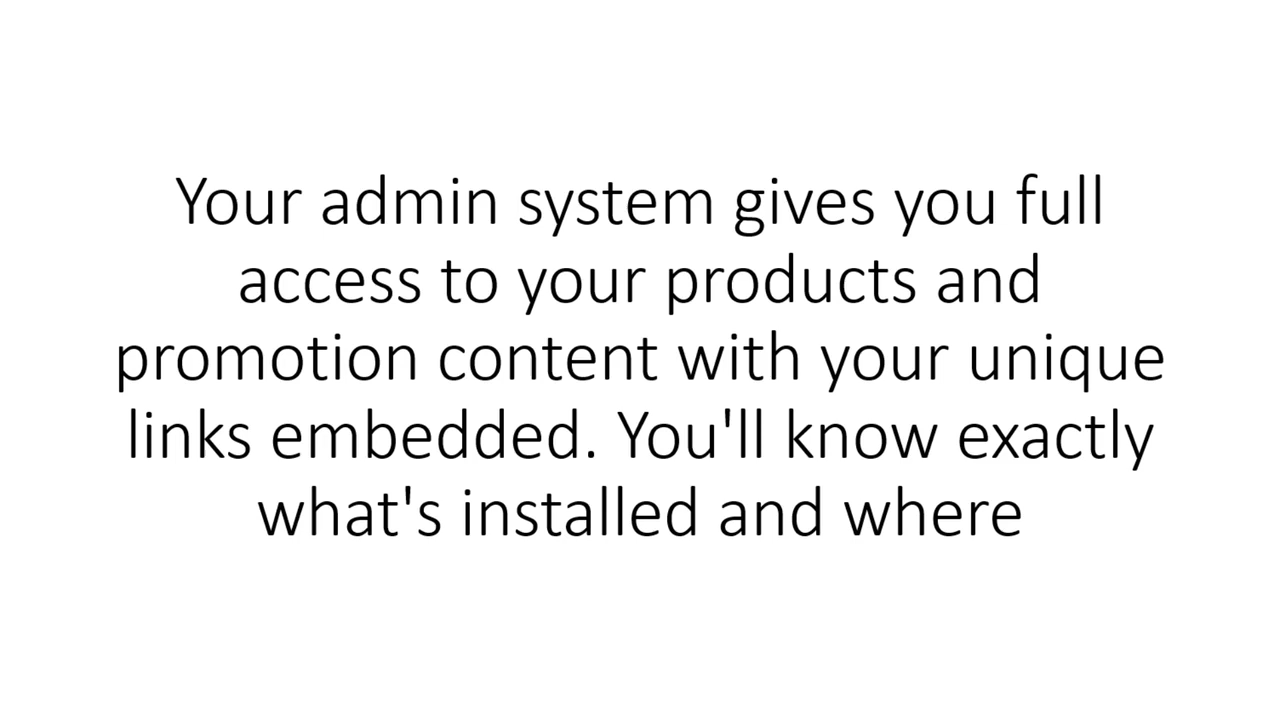 Your admin system gives you full
access to your products and
promotion content with your unique
links embedded. You'll know exactly
what's installed and where